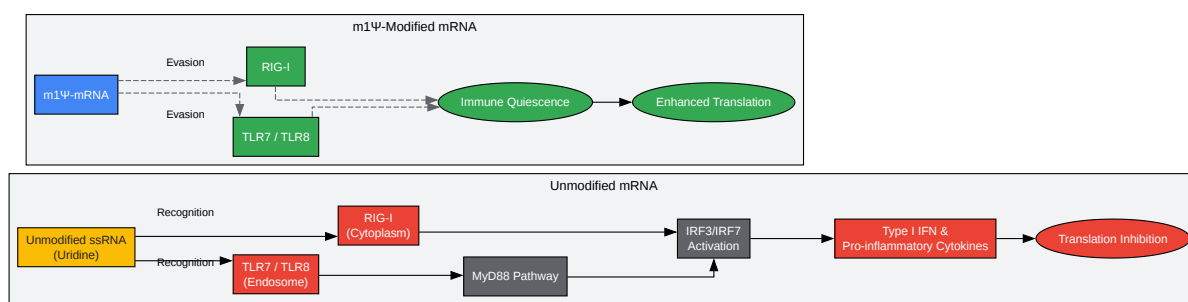 m1Ψ-Modified mRNA
Evasion
RIG-I
m1Ψ-mRNA
Immune Quiescence
Enhanced Translation
Evasion
TLR7 / TLR8
Unmodified mRNA
Recognition
RIG-I
(Cytoplasm)
Unmodified ssRNA
(Uridine)
IRF3/IRF7
Activation
Type I IFN &
Pro-inflammatory Cytokines
Translation Inhibition
Recognition
TLR7 / TLR8
(Endosome)
MyD88 Pathway